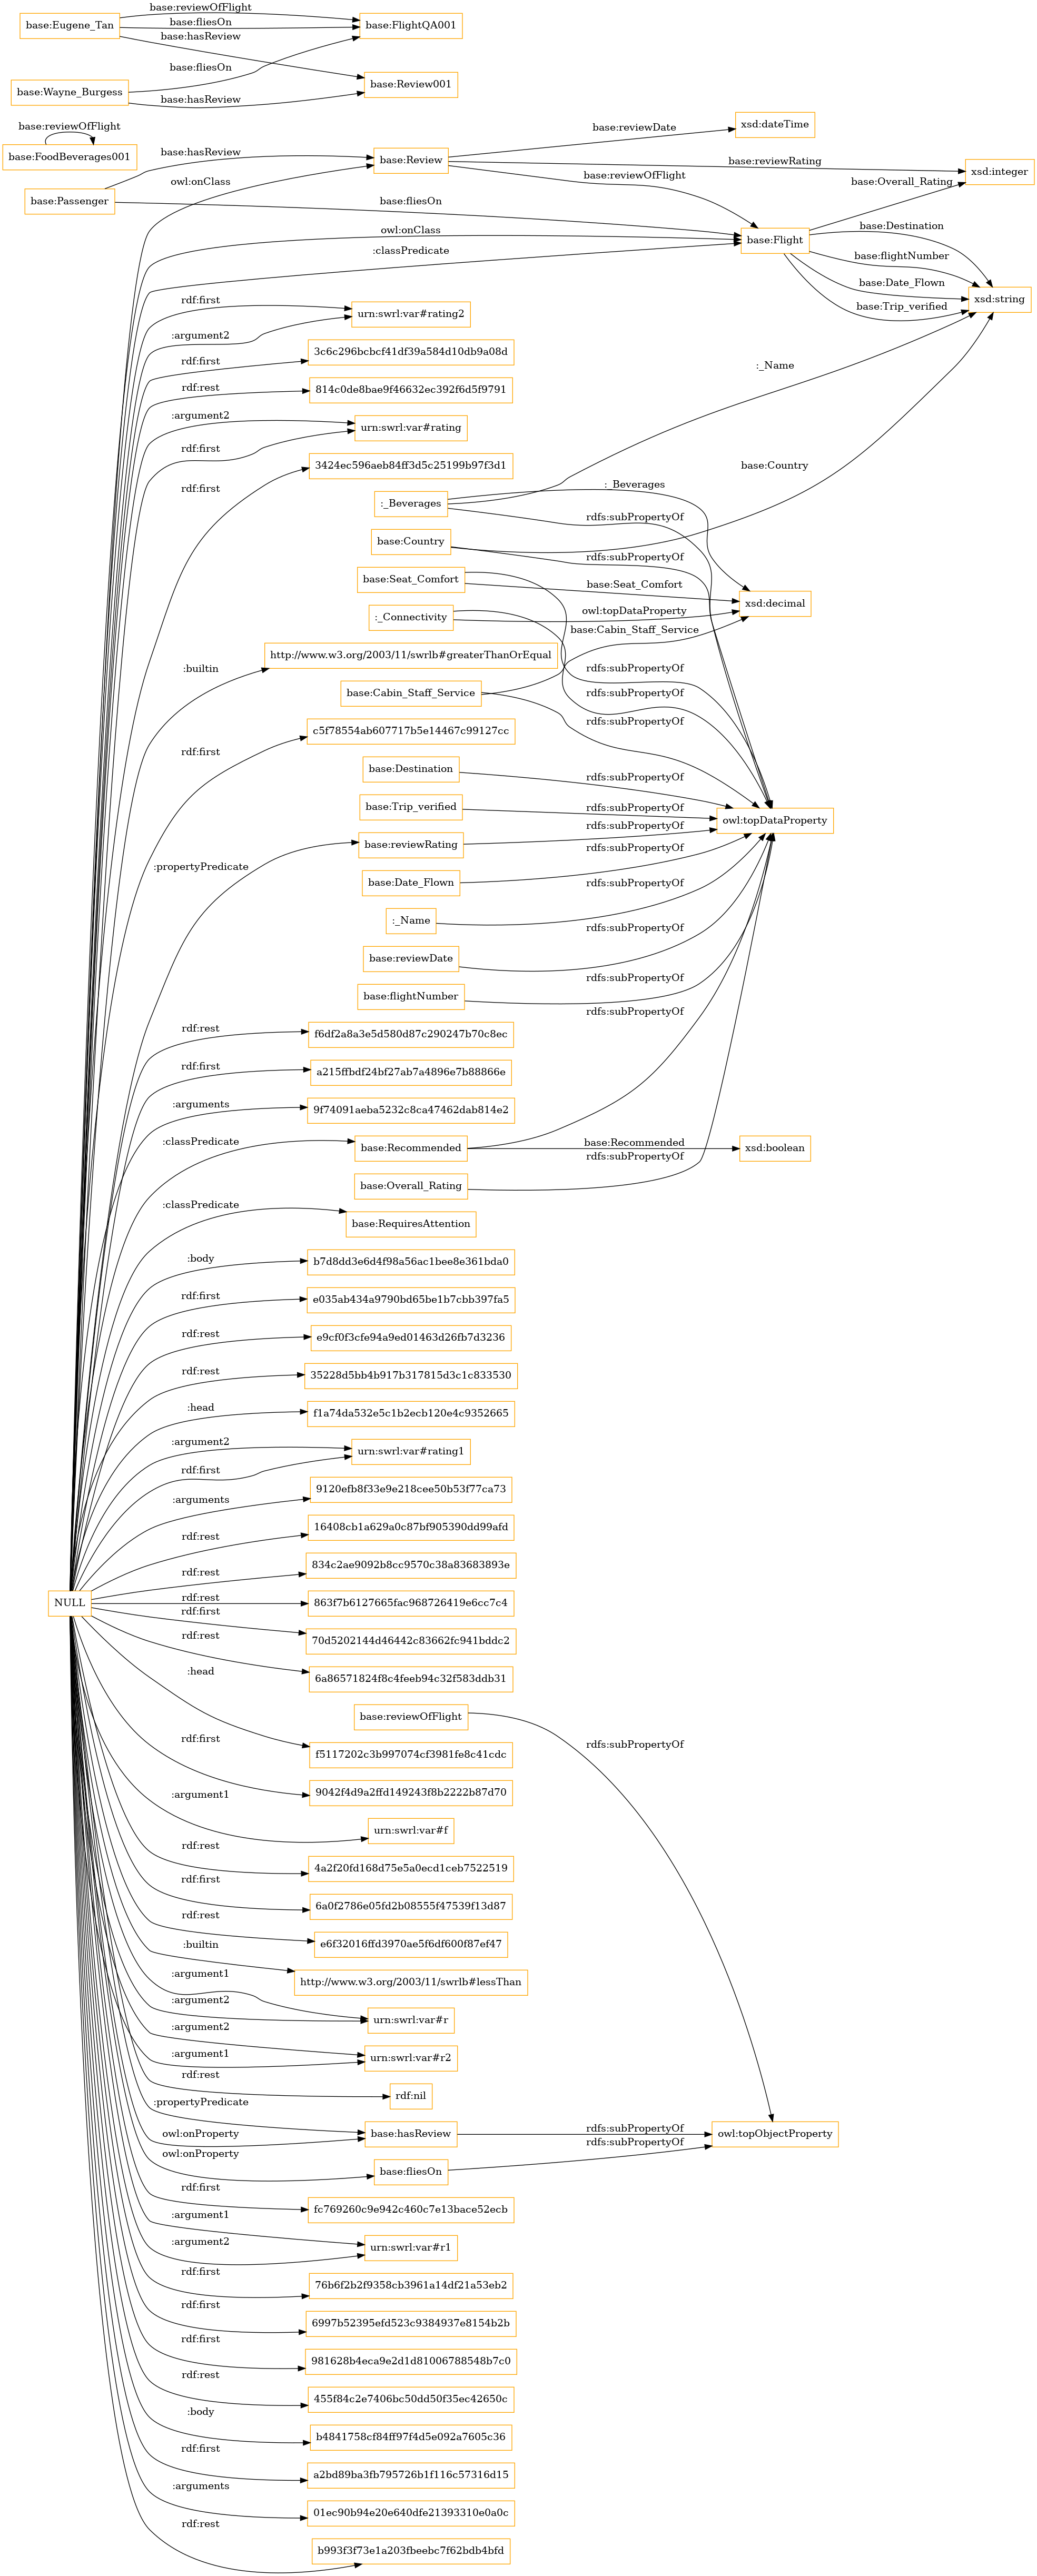 base:reviewOfFlight
base:Eugene_Tan
base:fliesOn
base:FlightQA001
base:hasReview
base:fliesOn
base:Review001
base:Wayne_Burgess
base:hasReview
base:reviewOfFlight
base:FoodBeverages001
base:reviewDate
xsd:dateTime
base:hasReview
base:Review
base:reviewRating
xsd:integer
base:reviewOfFlight
owl:onClass
base:Overall_Rating
base:Passenger
base:fliesOn
owl:onClass
base:Flight
base:Destination
:classPredicate
base:flightNumber
base:Date_Flown
xsd:string
base:Trip_verified
rdf:first
urn:swrl:var#rating2
:argument2
rdf:first
3c6c296bcbcf41df39a584d10db9a08d
:_Name
rdf:rest
814c0de8bae9f46632ec392f6d5f9791
:argument2
urn:swrl:var#rating
rdf:first
base:Country
rdf:first
3424ec596aeb84ff3d5c25199b97f3d1
:_Beverages
:_Beverages
rdfs:subPropertyOf
base:Country
rdfs:subPropertyOf
base:Seat_Comfort
base:Seat_Comfort
xsd:decimal
:_Connectivity
owl:topDataProperty
base:Cabin_Staff_Service
:builtin
http://www.w3.org/2003/11/swrlb#greaterThanOrEqual
rdfs:subPropertyOf
base:Cabin_Staff_Service
rdfs:subPropertyOf
rdfs:subPropertyOf
rdf:first
c5f78554ab607717b5e14467c99127cc
base:Destination
rdfs:subPropertyOf
base:Trip_verified
rdfs:subPropertyOf
owl:topDataProperty
:propertyPredicate
base:reviewRating
rdfs:subPropertyOf
base:Date_Flown
rdfs:subPropertyOf
:_Name
rdfs:subPropertyOf
base:reviewDate
rdfs:subPropertyOf
base:flightNumber
rdfs:subPropertyOf
rdfs:subPropertyOf
rdf:rest
f6df2a8a3e5d580d87c290247b70c8ec
rdf:first
a215ffbdf24bf27ab7a4896e7b88866e
:arguments
9f74091aeba5232c8ca47462dab814e2
:classPredicate
base:Recommended
base:Recommended
xsd:boolean
rdfs:subPropertyOf
base:Overall_Rating
:classPredicate
base:RequiresAttention
:body
b7d8dd3e6d4f98a56ac1bee8e361bda0
rdf:first
e035ab434a9790bd65be1b7cbb397fa5
rdf:rest
e9cf0f3cfe94a9ed01463d26fb7d3236
rdf:rest
35228d5bb4b917b317815d3c1c833530
:head
f1a74da532e5c1b2ecb120e4c9352665
:argument2
urn:swrl:var#rating1
rdf:first
:arguments
9120efb8f33e9e218cee50b53f77ca73
rdf:rest
16408cb1a629a0c87bf905390dd99afd
rdf:rest
834c2ae9092b8cc9570c38a83683893e
NULL
rdf:rest
863f7b6127665fac968726419e6cc7c4
rdf:first
70d5202144d46442c83662fc941bddc2
rdf:rest
6a86571824f8c4feeb94c32f583ddb31
base:reviewOfFlight
rdfs:subPropertyOf
:head
f5117202c3b997074cf3981fe8c41cdc
rdf:first
9042f4d9a2ffd149243f8b2222b87d70
:argument1
urn:swrl:var#f
rdf:rest
4a2f20fd168d75e5a0ecd1ceb7522519
rdf:first
6a0f2786e05fd2b08555f47539f13d87
rdf:rest
e6f32016ffd3970ae5f6df600f87ef47
:builtin
http://www.w3.org/2003/11/swrlb#lessThan
:argument1
:argument2
urn:swrl:var#r
:argument2
:argument1
urn:swrl:var#r2
rdf:rest
rdf:nil
:propertyPredicate
owl:onProperty
base:hasReview
rdfs:subPropertyOf
owl:topObjectProperty
rdfs:subPropertyOf
owl:onProperty
base:fliesOn
rdf:first
fc769260c9e942c460c7e13bace52ecb
:argument1
:argument2
urn:swrl:var#r1
rdf:first
76b6f2b2f9358cb3961a14df21a53eb2
rdf:first
6997b52395efd523c9384937e8154b2b
rdf:first
981628b4eca9e2d1d81006788548b7c0
rdf:rest
455f84c2e7406bc50dd50f35ec42650c
:body
b4841758cf84ff97f4d5e092a7605c36
rdf:first
a2bd89ba3fb795726b1f116c57316d15
:arguments
01ec90b94e20e640dfe21393310e0a0c
rdf:rest
b993f3f73e1a203fbeebc7f62bdb4bfd